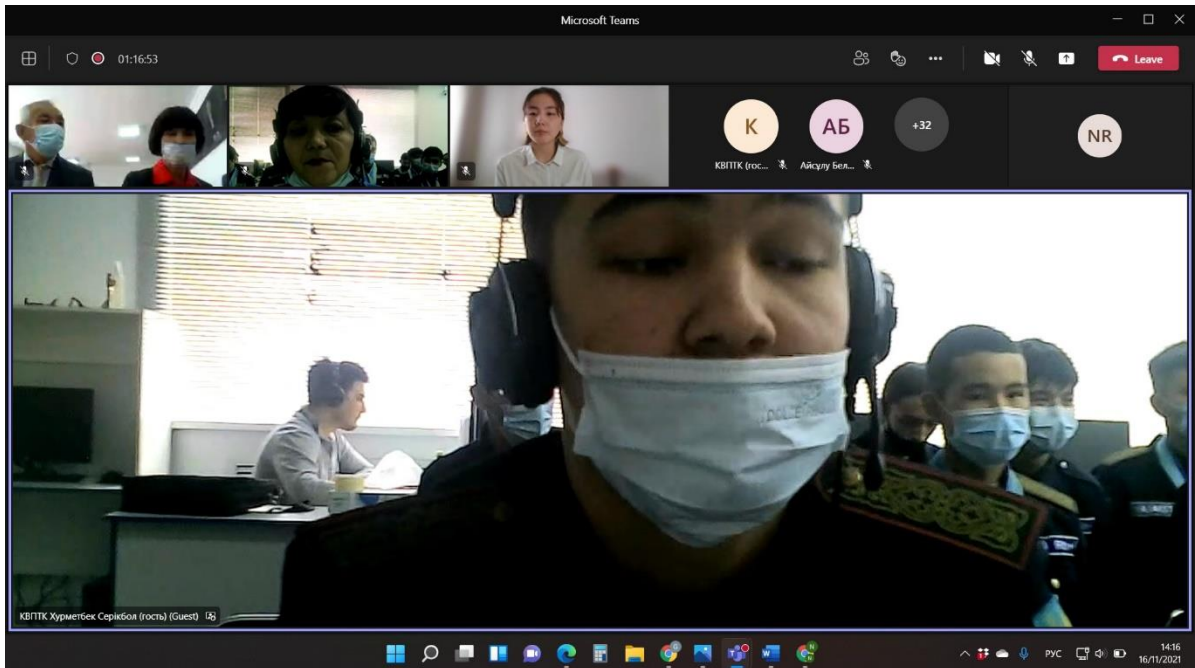 Microsoft Teams
01:16:53
Leave
К
АБ
+32
NR
КВПТК (гос...
Айсұлу Бел...
КВПТК Хурметбек Серікбол (гость) (Guest)
РУС
14:16
16/11/2021